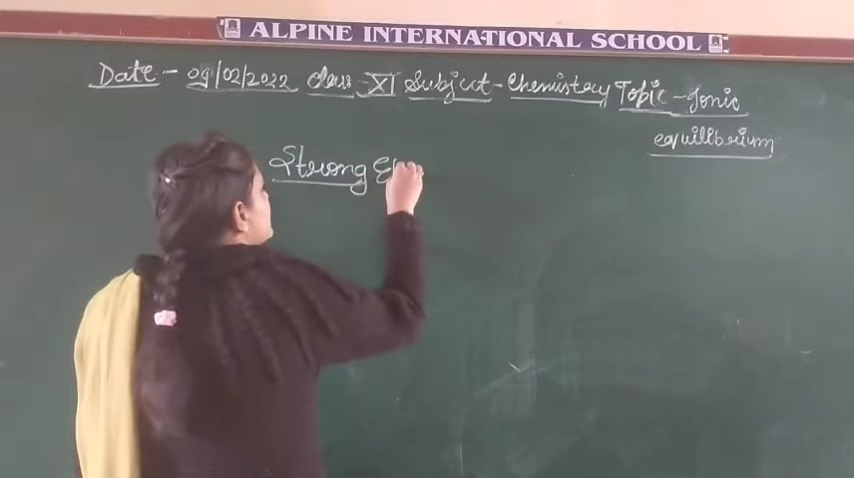 ALPINE INTERNATIONAL SCHOOL
Date - 09/02/2022 Class - XI Subject - Chemistry Topic - Ionic
equilibrium
Strong El